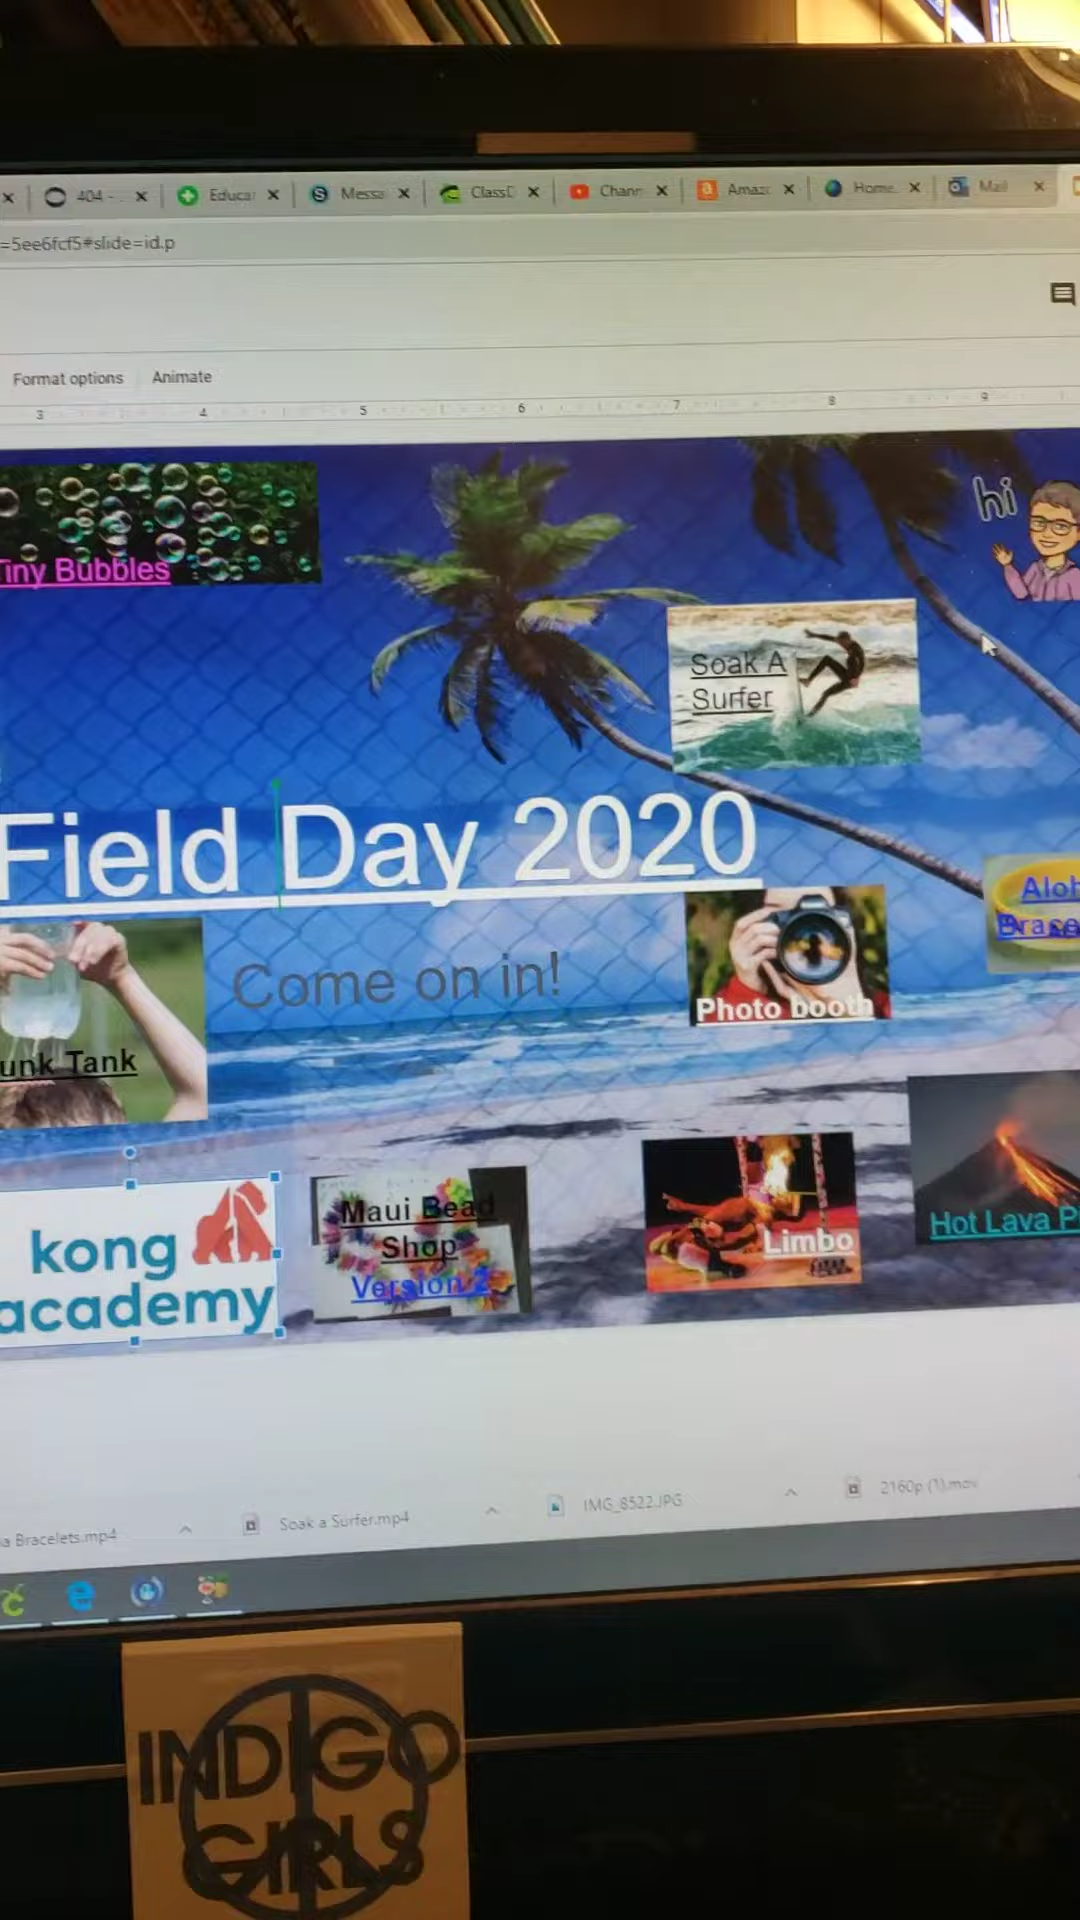 404 -
Educa
Messa
ClassD
Chann
Amaz
Home
Mail
=5ee6fcf5#slide=id.p
Format options
Animate
3 4 5 6 7 8 9
hi
Tiny Bubbles
Soak A
Surfer
Field Day 2020
Aloh
Brace
Come on in!
Photo booth
unk Tank
kong
academy
Maui Bead
Shop
Version 2
Limbo
Hot Lava P
a Bracelets.mp4
Soak a Surfer.mp4
IMG_8522.JPG
2160p (1).mov
INDIGO
GIRLS